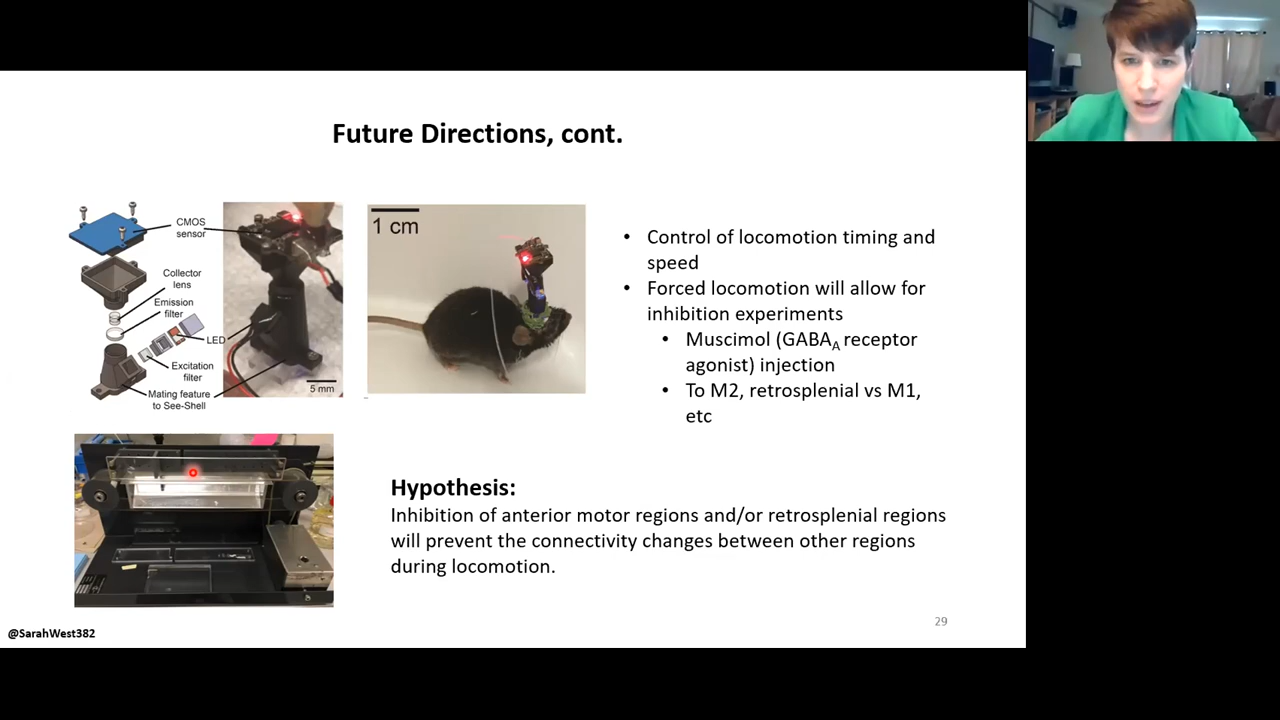 Future Directions, cont.
CMOS
sensor
Collector
lens
Emission
filter
LED
Excitation
filter
Mating feature
to See-Shell
5 mm
1 cm
• Control of locomotion timing and
speed
• Forced locomotion will allow for
inhibition experiments
• Muscimol (GABAA receptor
agonist) injection
• To M2, retrosplenial vs M1,
etc
Hypothesis:
Inhibition of anterior motor regions and/or retrosplenial regions
will prevent the connectivity changes between other regions
during locomotion.
29
@SarahWest382